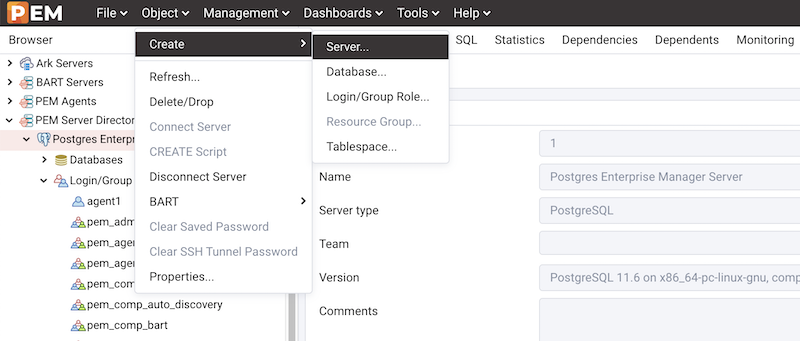 PEM File Object Management Dashboards Tools Help
Browser
SQL Statistics Dependencies Dependents Monitoring
Ark Servers
BART Servers
PEM Agents
PEM Server Director
Postgres Enterpr
Databases
Login/Group
agent1
pem_adm
pem_age
pem_age
pem_com
pem_comp_auto_discovery
pem_comp_bart
Create
Refresh...
Delete/Drop
Connect Server
CREATE Script
Disconnect Server
BART
Clear Saved Password
Clear SSH Tunnel Password
Properties...
Server...
Database...
Login/Group Role...
Resource Group...
Tablespace...
1
Name Postgres Enterprise Manager Server
Server type PostgreSQL
Team
Version PostgreSQL 11.6 on x86_64-pc-linux-gnu, comp
Comments